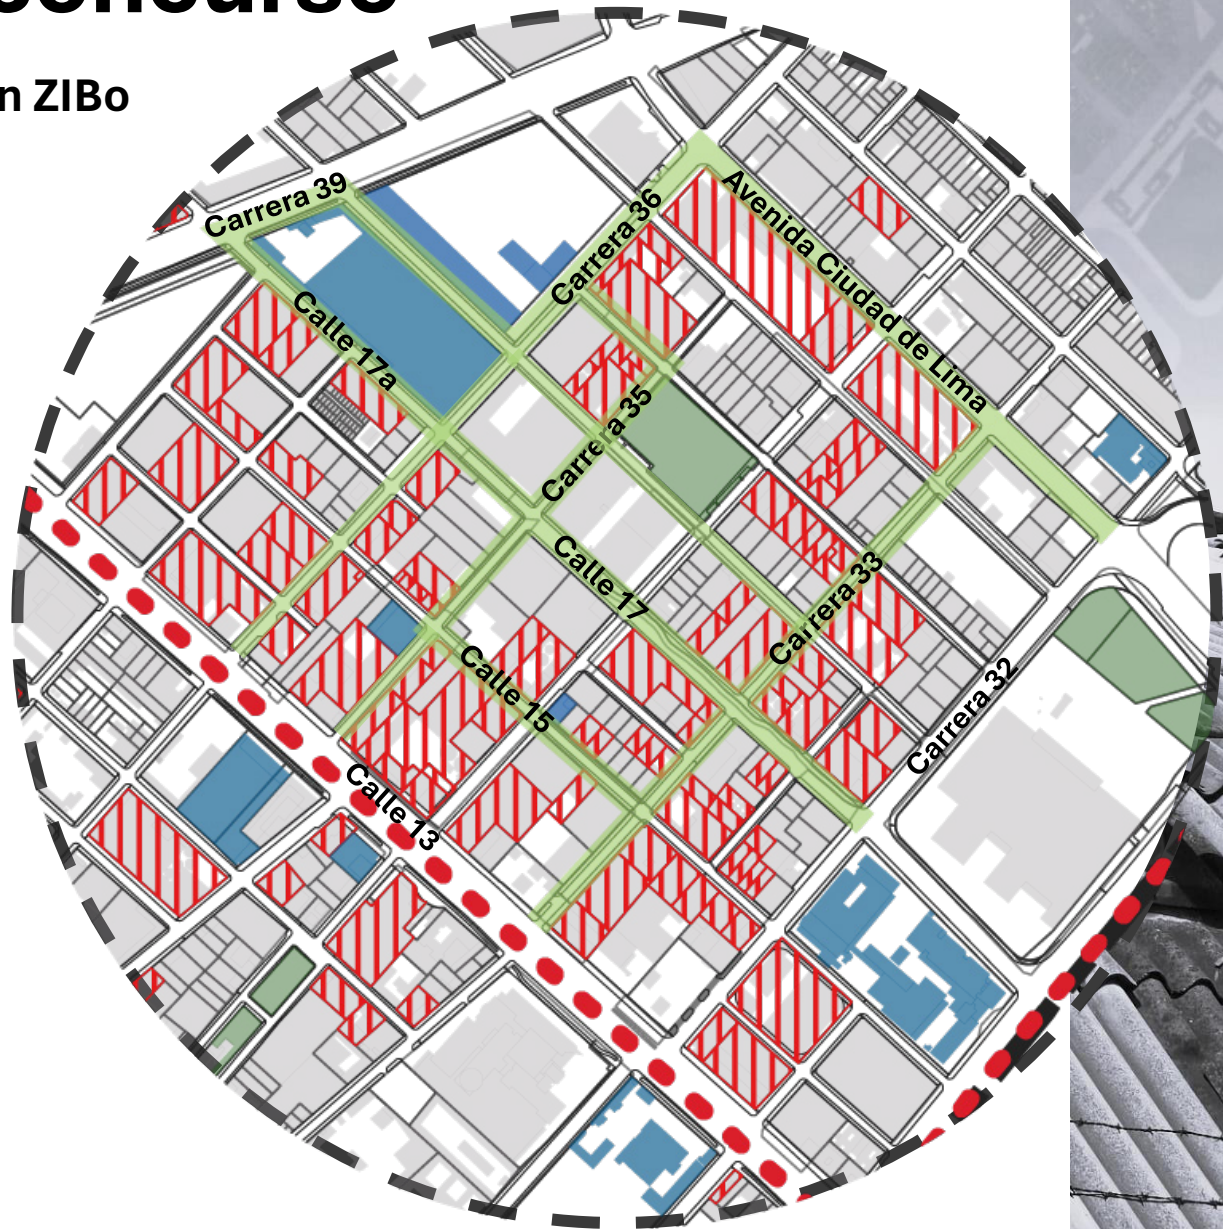 concurso
n ZIBo
Carrera 39
Carrera 36
Avenida Ciudad de Lima
Calle 17a
Carrera 35
Calle 17
Carrera 33
Calle 15
Carrera 32
Calle 13